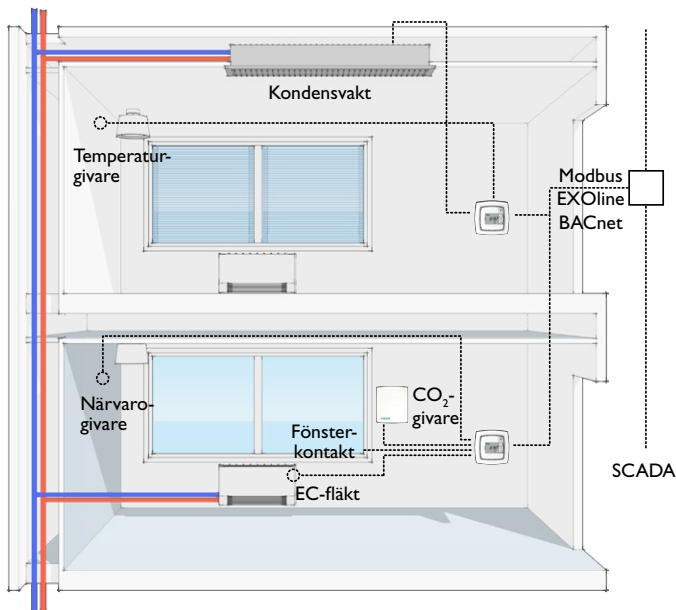 Kondensvakt
Temperatur-
givare
Modbus
EXOline
BACnet
Närvaro-
givare
CO₂-
givare
Fönster-
kontakt
EC-fläkt
SCADA